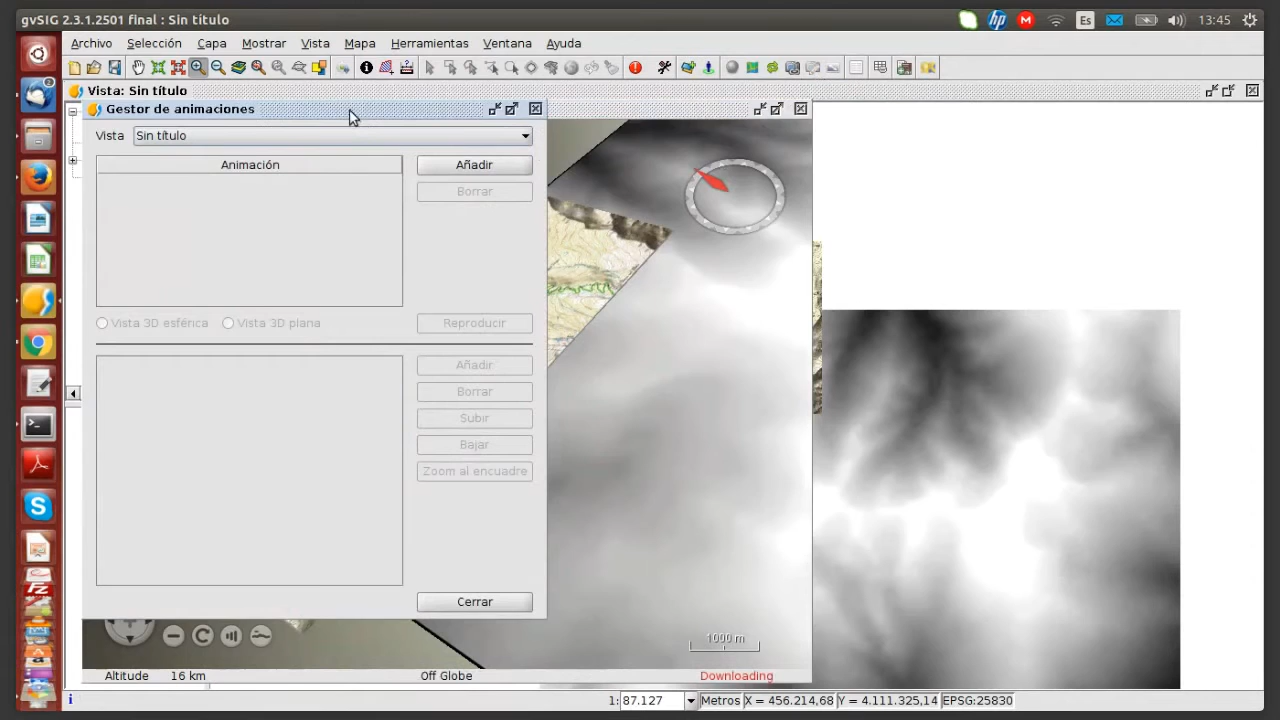 gvSIG 2.3.1.2501 final : Sin título
Es
13:45
Archivo Selección Capa Mostrar Vista Mapa Herramientas Ventana Ayuda
Vista: Sin título
Gestor de animaciones
Vista Sin título
Animación
Añadir
Borrar
Vista 3D esférica Vista 3D plana Reproducir
Añadir
Borrar
Subir
Bajar
Zoom al encuadre
Cerrar
1000 m
Altitude 16 km Off Globe Downloading
1: 87.127 Metros X = 456.214,68 Y = 4.111.325,14 EPSG:25830